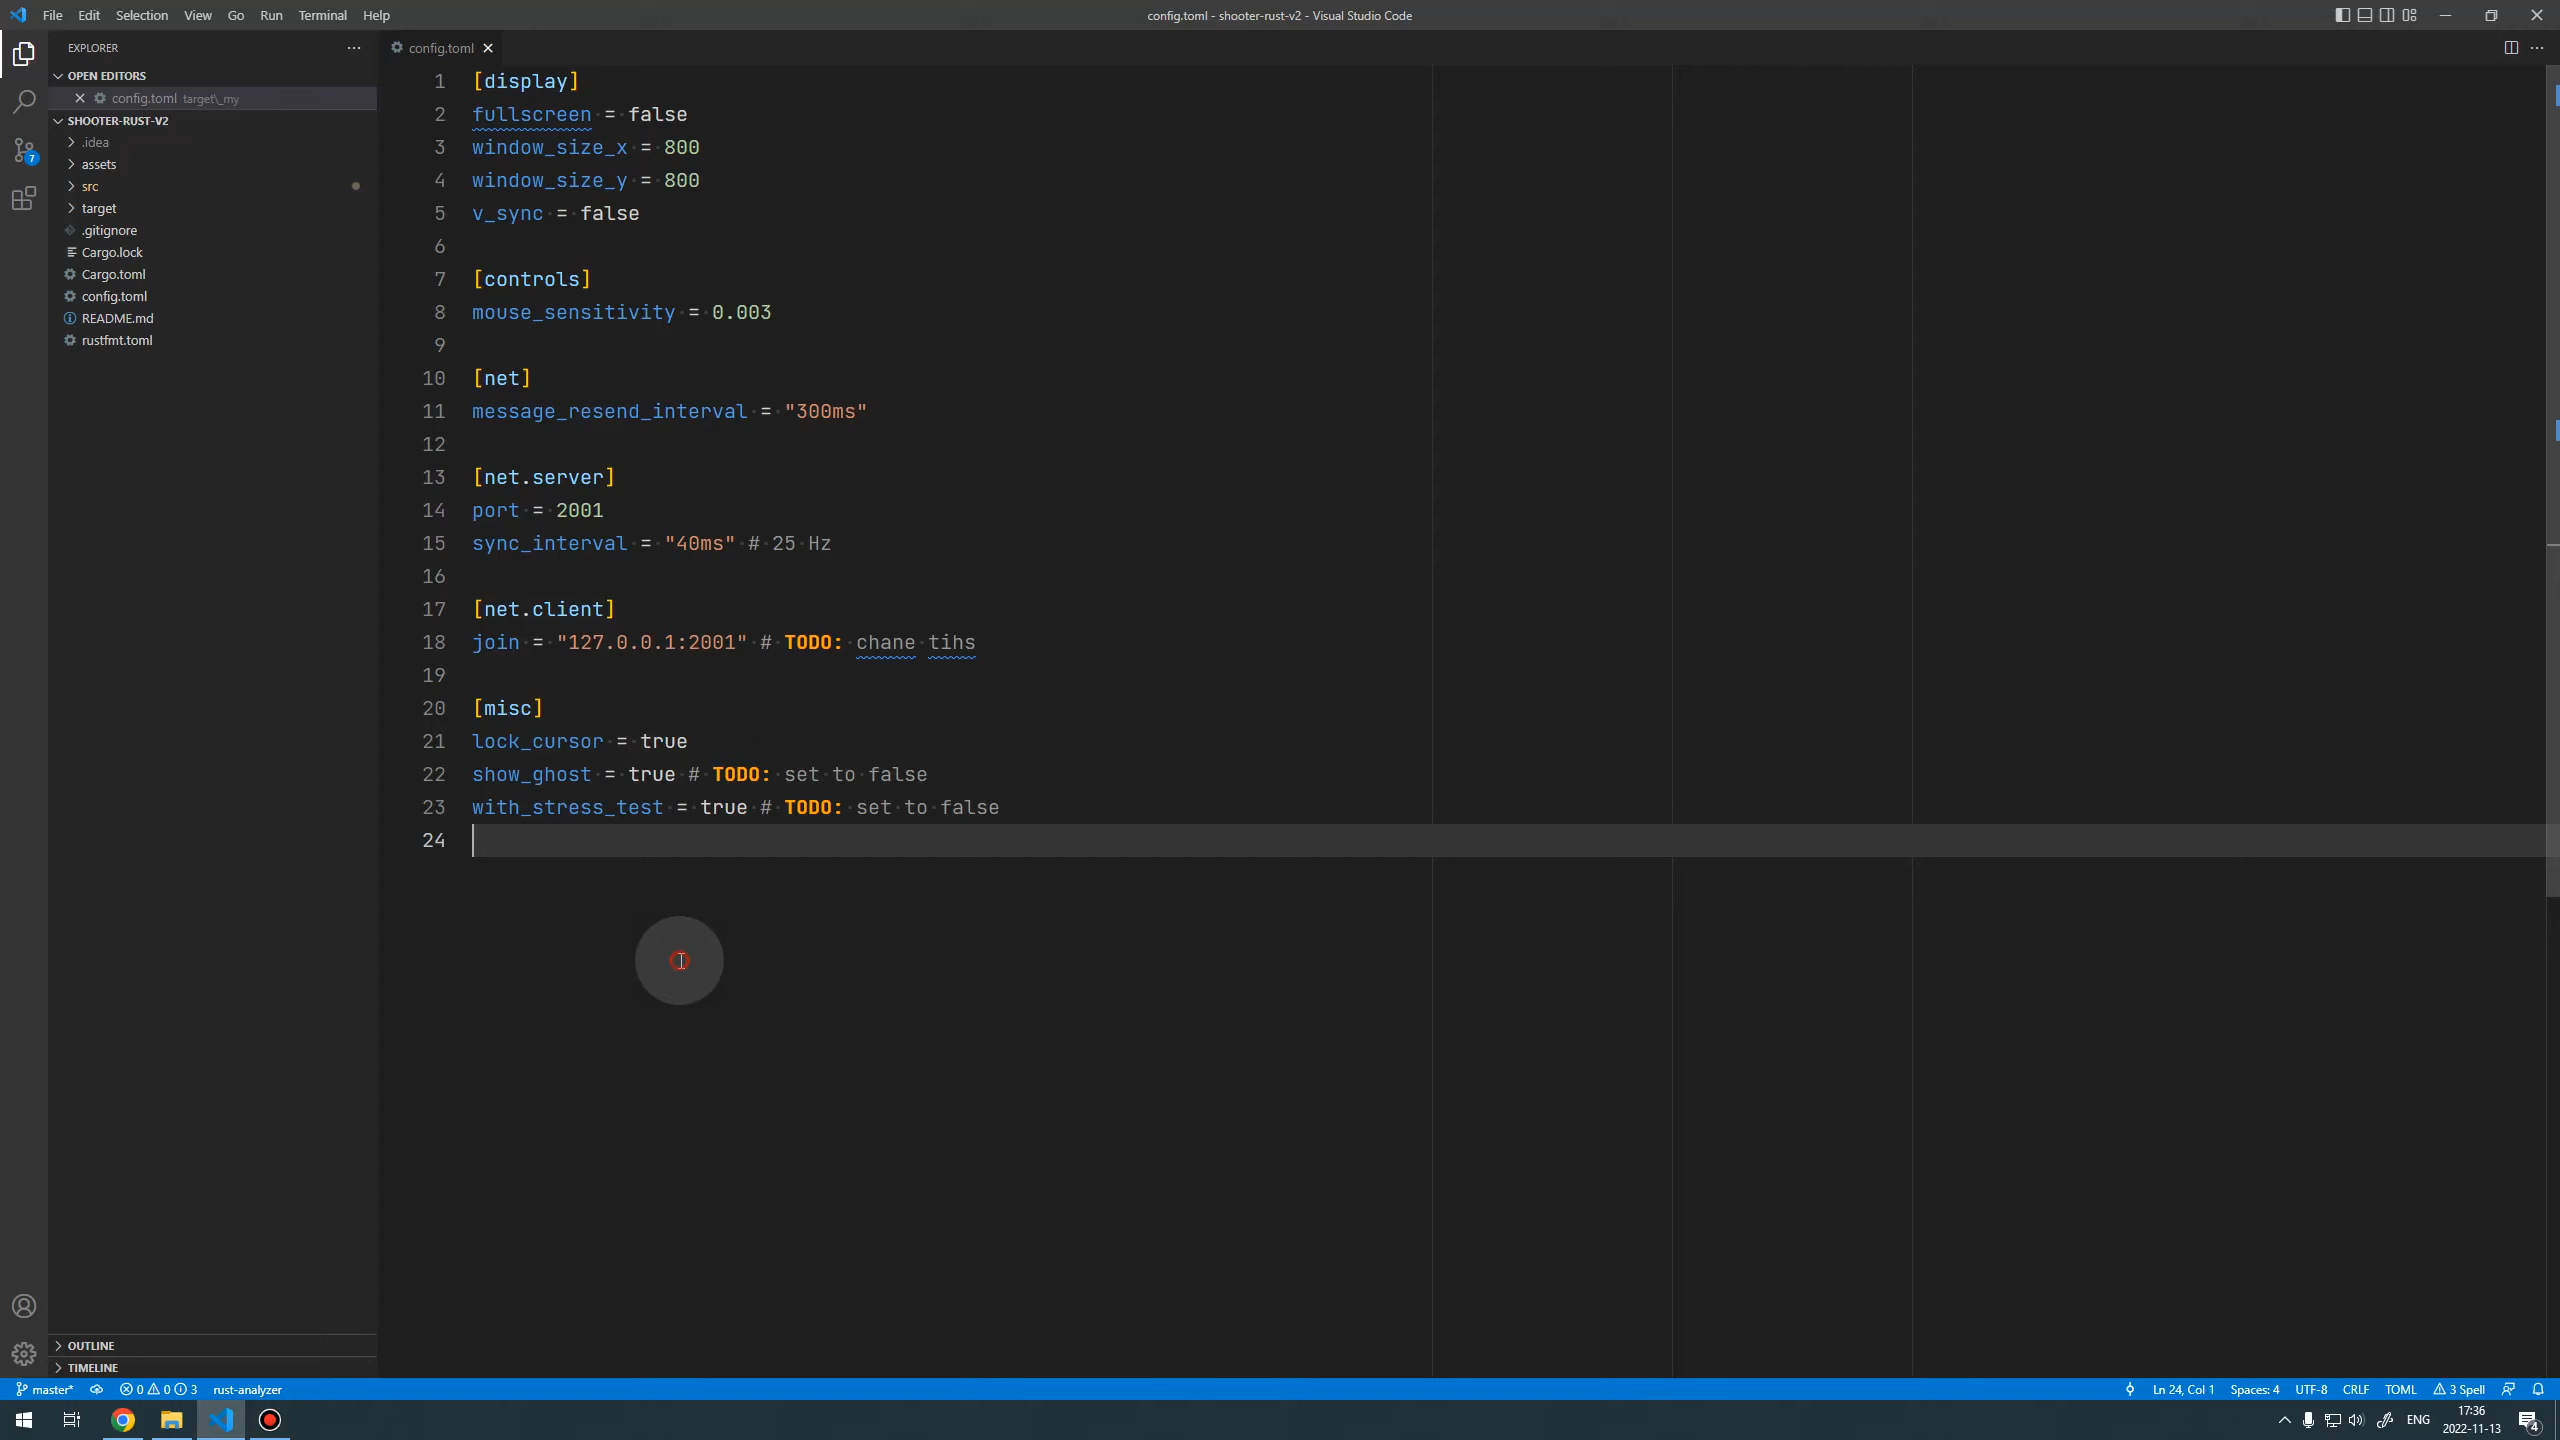 File Edit Selection View Go Run Terminal Help
config.toml - shooter-rust-v2 - Visual Studio Code
EXPLORER
OPEN EDITORS
config.toml target\_my
SHOOTER-RUST-V2
.idea
assets
src
target
.gitignore
Cargo.lock
Cargo.toml
config.toml
README.md
rustfmt.toml
OUTLINE
TIMELINE
7
config.toml
1 [display]
2 fullscreen = false
3 window_size_x = 800
4 window_size_y = 800
5 v_sync = false
6
7 [controls]
8 mouse_sensitivity = 0.003
9
10 [net]
11 message_resend_interval = "300ms"
12
13 [net.server]
14 port = 2001
15 sync_interval = "40ms" # 25 Hz
16
17 [net.client]
18 join = "127.0.0.1:2001" # TODO: chane tihs
19
20 [misc]
21 lock_cursor = true
22 show_ghost = true # TODO: set to false
23 with_stress_test = true # TODO: set to false
24
master* 0 0 3 rust-analyzer
Ln 24, Col 1 Spaces: 4 UTF-8 CRLF TOML 3 Spell
ENG
17:36
2022-11-13
4